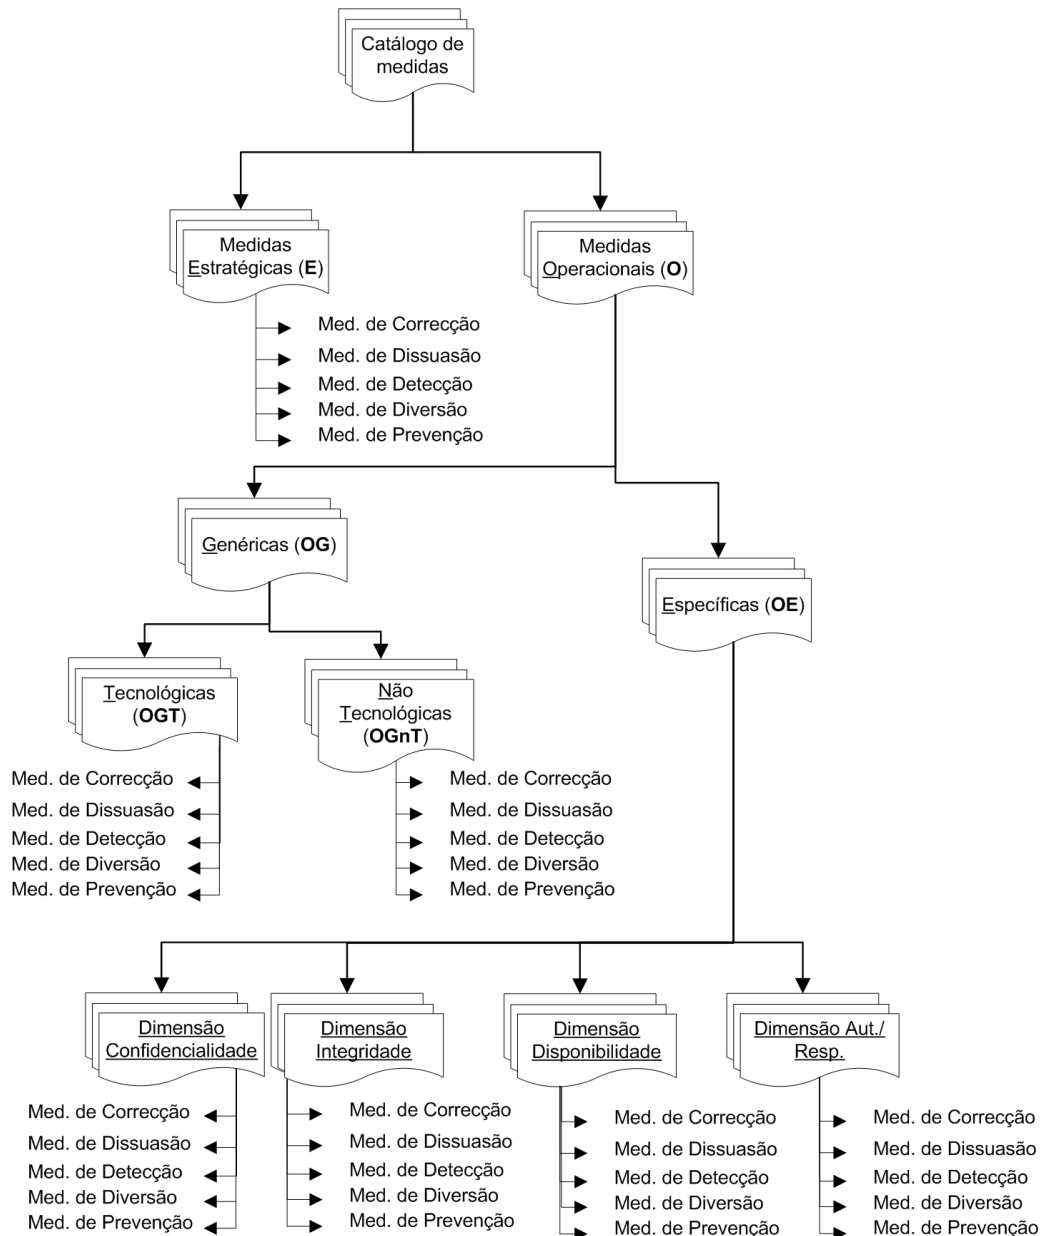 Catálogo de
medidas
Medidas
Estratégicas (E)
Medidas
Operacionais (O)
Med. de Correcção
Med. de Dissuasão
Med. de Detecção
Med. de Diversão
Med. de Prevenção
Genéricas (OG)
Específicas (OE)
Tecnológicas
(OGT)
Não
Tecnológicas
(OGnT)
Med. de Correcção
Med. de Dissuasão
Med. de Detecção
Med. de Diversão
Med. de Prevenção
Med. de Correcção
Med. de Dissuasão
Med. de Detecção
Med. de Diversão
Med. de Prevenção
Dimensão
Confidencialidade
Dimensão
Integridade
Dimensão
Disponibilidade
Dimensão Aut./
Resp.
Med. de Correcção
Med. de Dissuasão
Med. de Detecção
Med. de Diversão
Med. de Prevenção
Med. de Correcção
Med. de Dissuasão
Med. de Detecção
Med. de Diversão
Med. de Prevenção
Med. de Correcção
Med. de Dissuasão
Med. de Detecção
Med. de Diversão
Med. de Prevenção
Med. de Correcção
Med. de Dissuasão
Med. de Detecção
Med. de Diversão
Med. de Prevenção